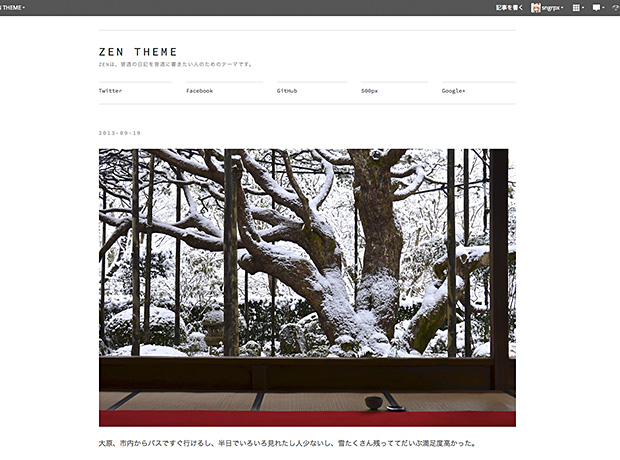 N THEME
記事を書く
sngrpx
ZEN THEME
ZENは、普通の日記を普通に書きたい人のためのテーマです。
Twitter
Facebook
GitHub
500px
Google+
2013-09-19
大原、市内からバスですぐ行けるし、半日でいろいろ見れたし人少ないし、雪たくさん残っててだいぶ満足度高かった。